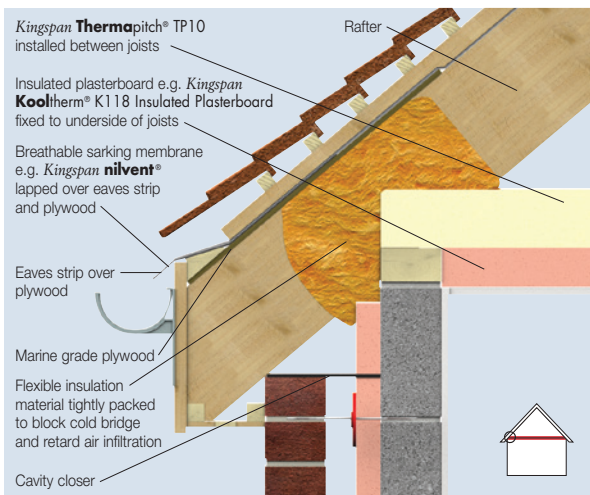 Kingspan Thermapitch® TP10
installed between joists
Rafter
Insulated plasterboard e.g. Kingspan
Kooltherm® K118 Insulated Plasterboard
fixed to underside of joists
Breathable sarking membrane
e.g. Kingspan nilvent®
lapped over eaves strip
and plywood
Eaves strip over
plywood
Marine grade plywood
Flexible insulation
material tightly packed
to block cold bridge
and retard air infiltration
Cavity closer